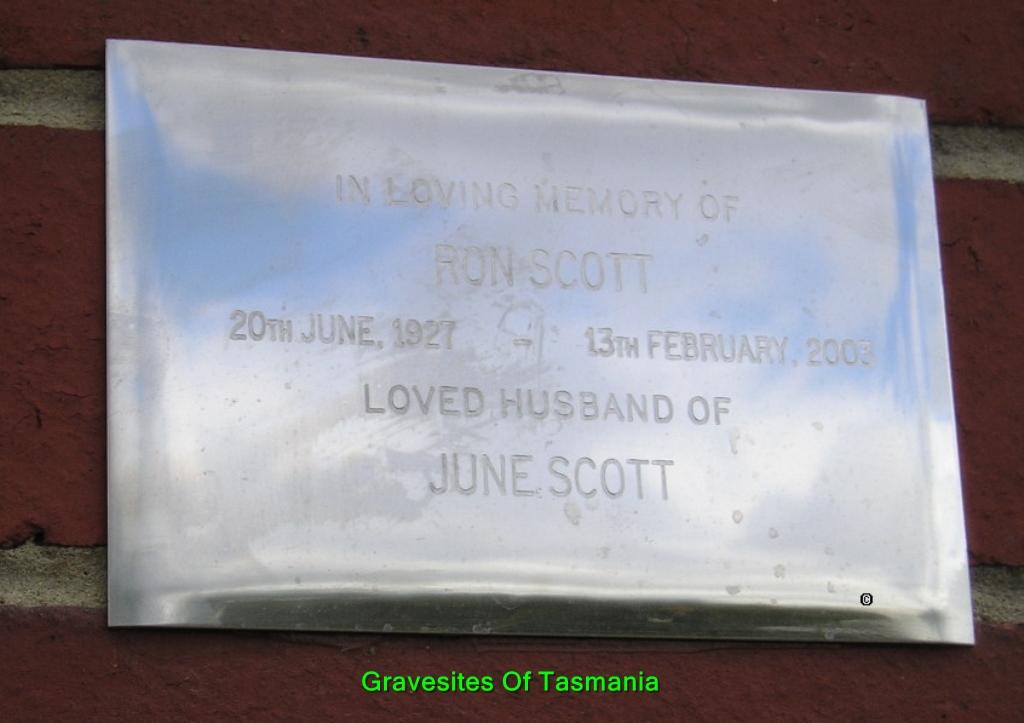 IN LOVING MEMORY OF
RON SCOTT
20TH JUNE, 1927 - 13TH FEBRUARY, 2003
LOVED HUSBAND OF
JUNE SCOTT
©
Gravesites Of Tasmania